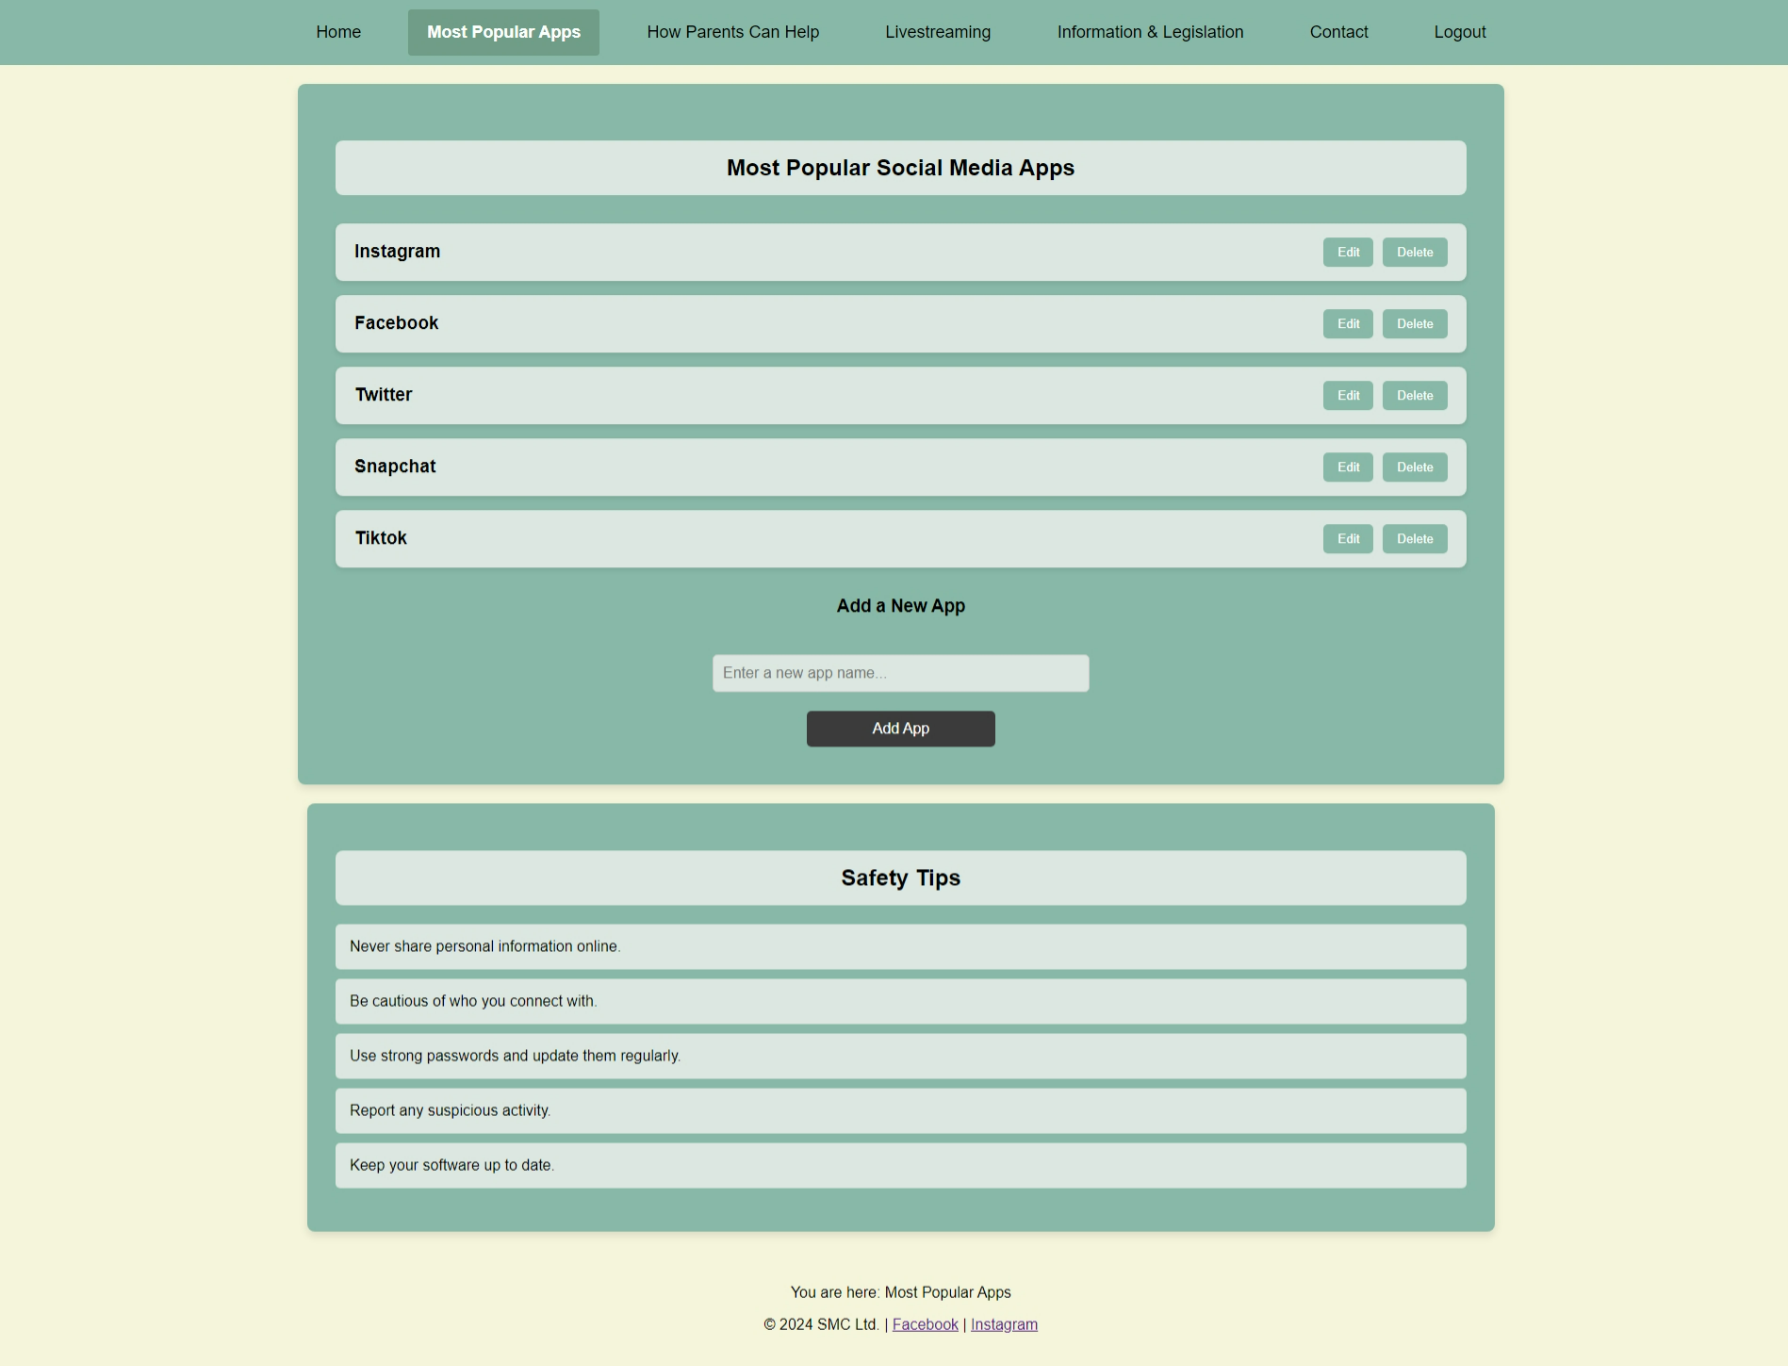 Home Most Popular Apps How Parents Can Help Livestreaming Information & Legislation Contact Logout
Most Popular Social Media Apps
Instagram Edit Delete
Facebook Edit Delete
Twitter Edit Delete
Snapchat Edit Delete
Tiktok Edit Delete
Add a New App
Enter a new app name...
Add App
Safety Tips
Never share personal information online.
Be cautious of who you connect with.
Use strong passwords and update them regularly.
Report any suspicious activity.
Keep your software up to date.
You are here: Most Popular Apps
© 2024 SMC Ltd. | Facebook | Instagram